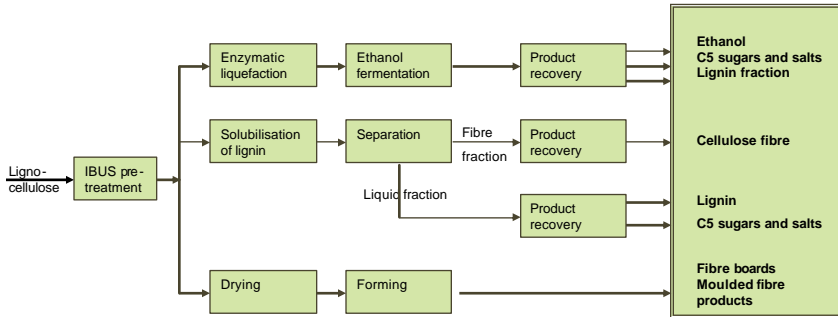 Ligno-
cellulose
IBUS pre-
treatment
Enzymatic
liquefaction
Ethanol
fermentation
Product
recovery
Ethanol
C5 sugars and salts
Lignin fraction
Solubilisation
of lignin
Separation
Fibre
fraction
Product
recovery
Cellulose fibre
Liquid fraction
Product
recovery
Lignin
C5 sugars and salts
Drying
Forming
Fibre boards
Moulded fibre
products